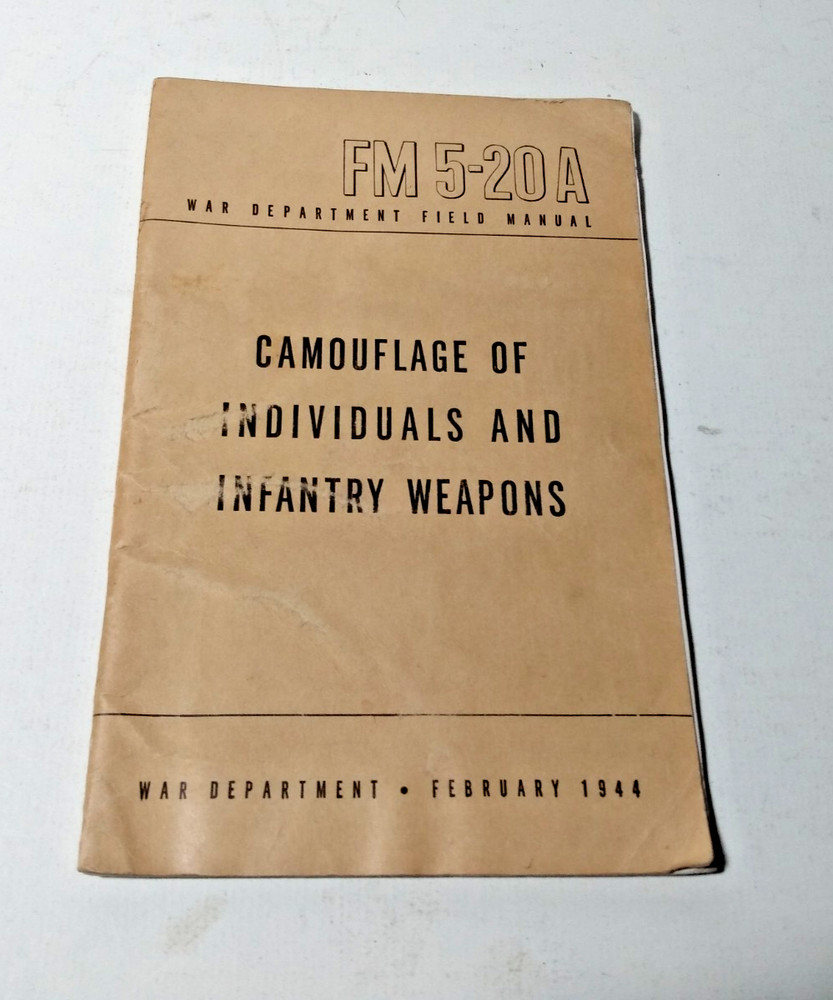 FM 5-20A
WAR DEPARTMENT FIELD MANUAL
CAMOUFLAGE OF
INDIVIDUALS AND
INFANTRY WEAPONS
WAR DEPARTMENT • FEBRUARY 1944